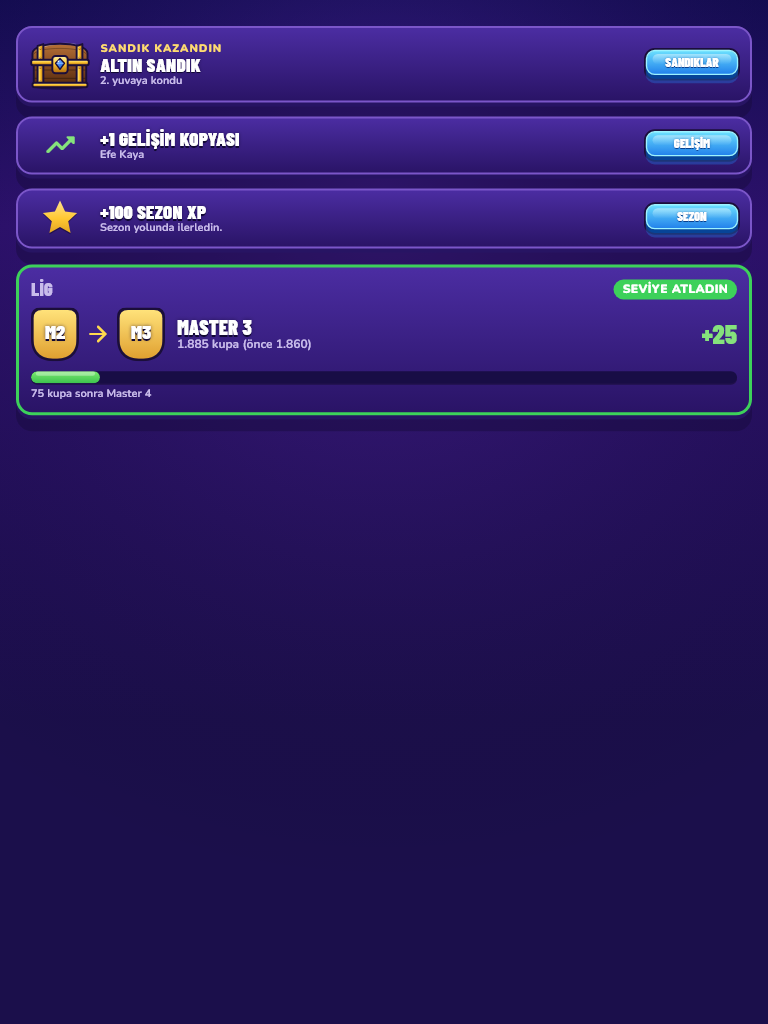 SANDIK KAZANDIN
ALTIN SANDIK
2. yuvaya kondu
SANDIKLAR
+1 GELİŞİM KOPYASI
Efe Kaya
GELİŞİM
+100 SEZON XP
Sezon yolunda ilerledin.
SEZON
LİG
SEVİYE ATLADIN
M2
M3
MASTER 3
1.885 kupa (önce 1.860)
+25
75 kupa sonra Master 4